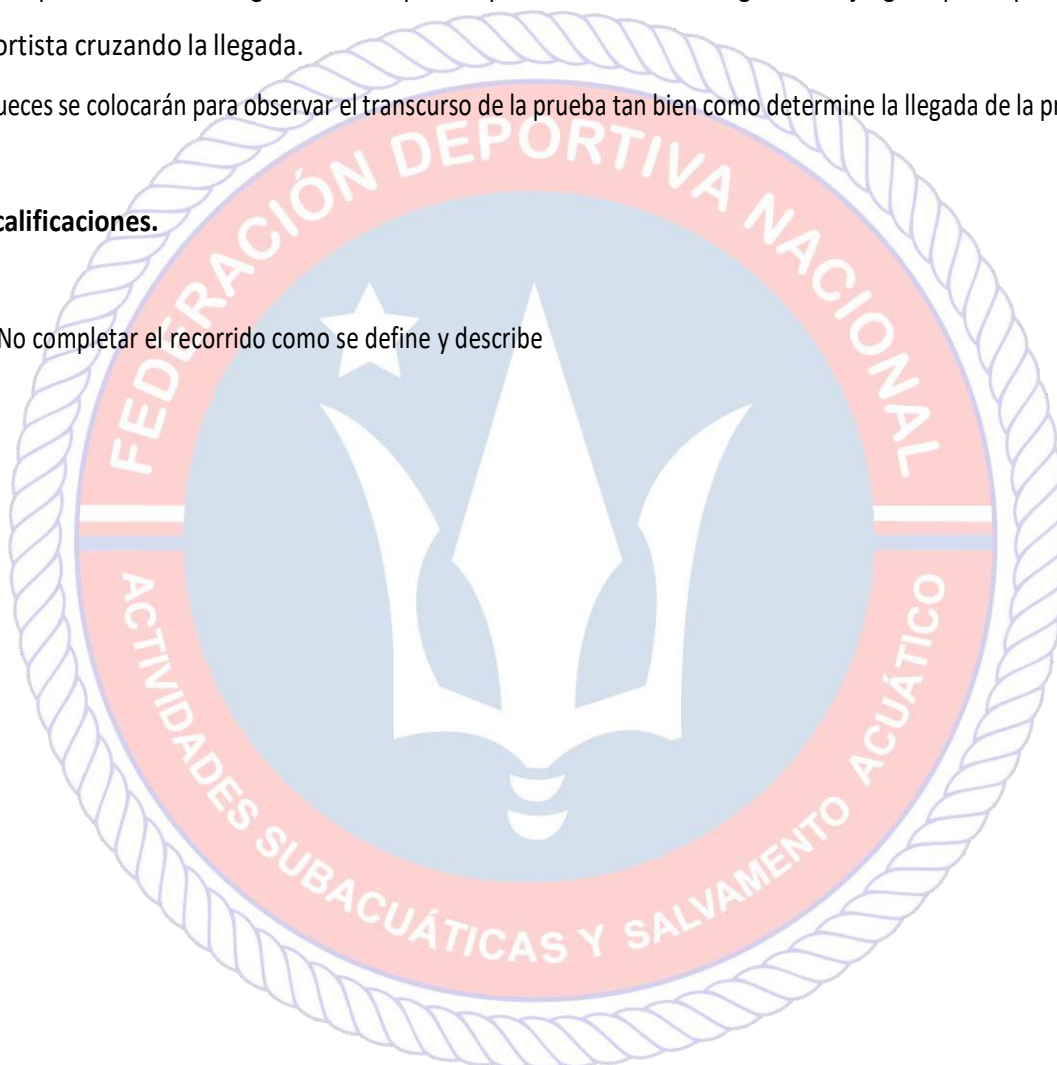 ortista cruzando la llegada.
ueces se colocarán para observar el transcurso de la prueba tan bien como determine la llegada de la pr
calificaciones.
No completar el recorrido como se define y describe
FEDERACIÓN DEPORTIVA NACIONAL
ACTIVIDADES SUBACUÁTICAS Y SALVAMENTO ACUÁTICO